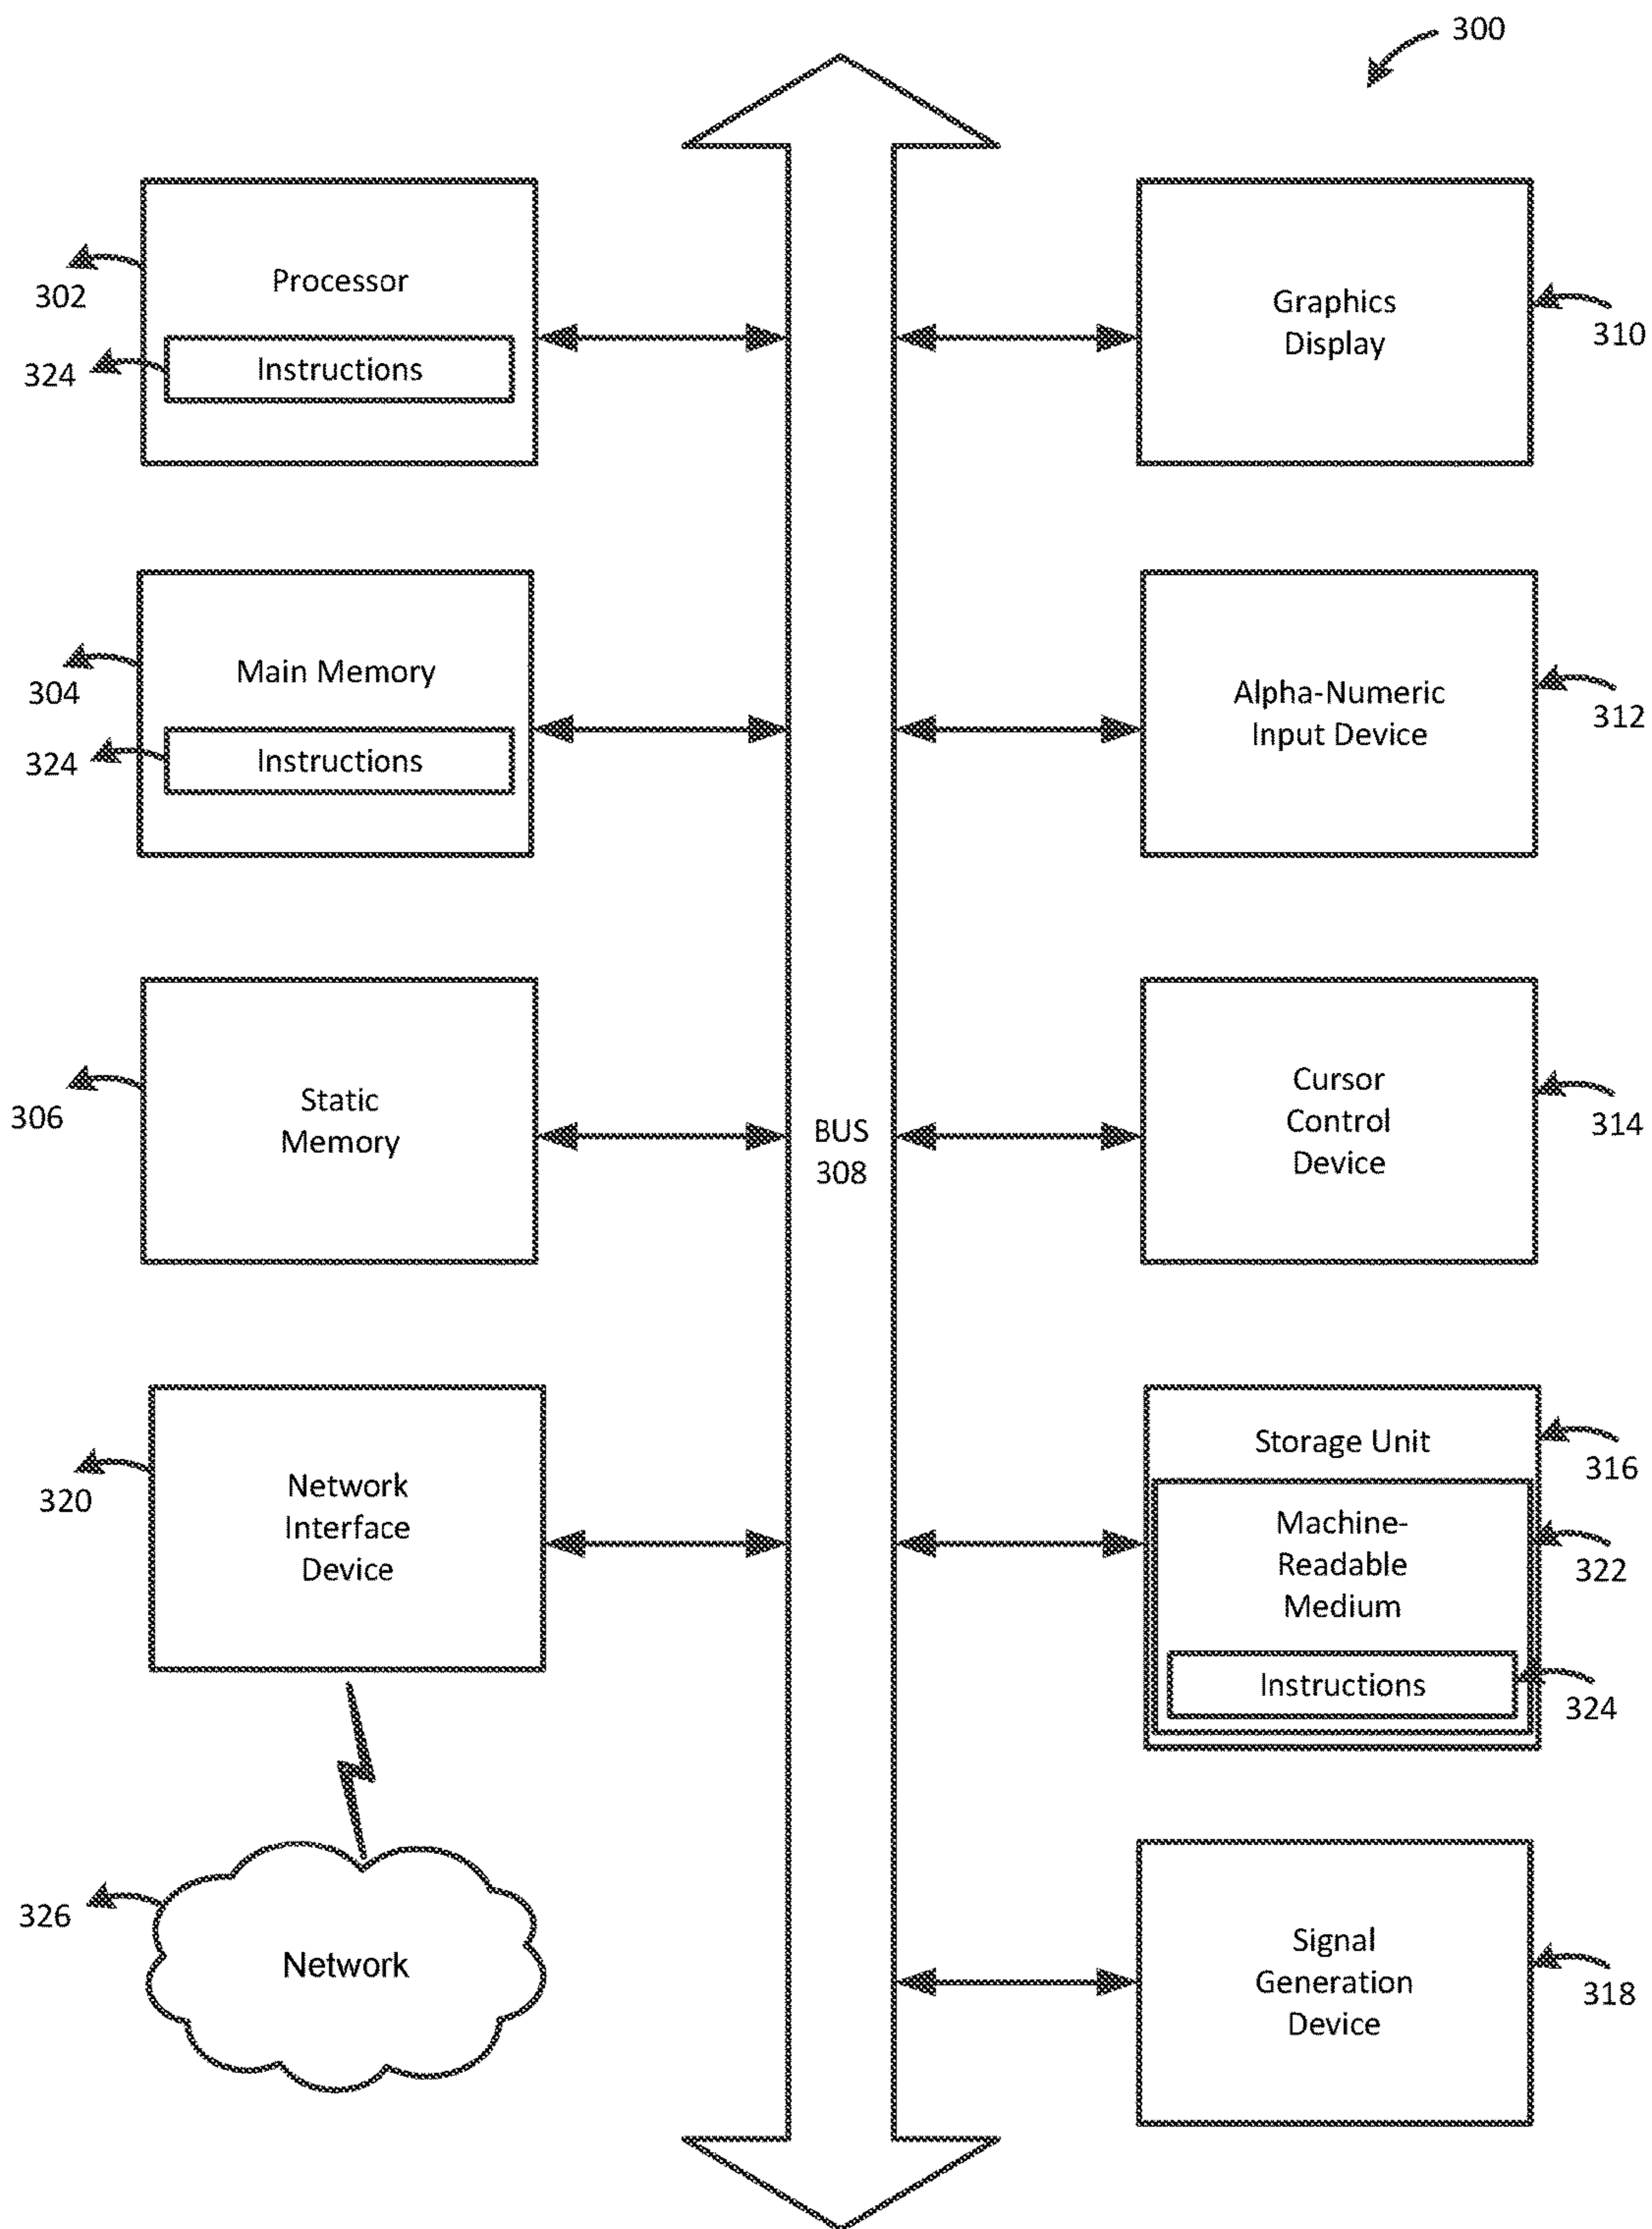 300
Processor
302
324
Instructions
Graphics
Display
310
Main Memory
304
324
Instructions
Alpha-Numeric
Input Device
312
Static
Memory
306
BUS
308
Cursor
Control
Device
314
Network
Interface
Device
320
Storage Unit
316
Machine-
Readable
Medium
322
Instructions
324
326
Network
Signal
Generation
Device
318